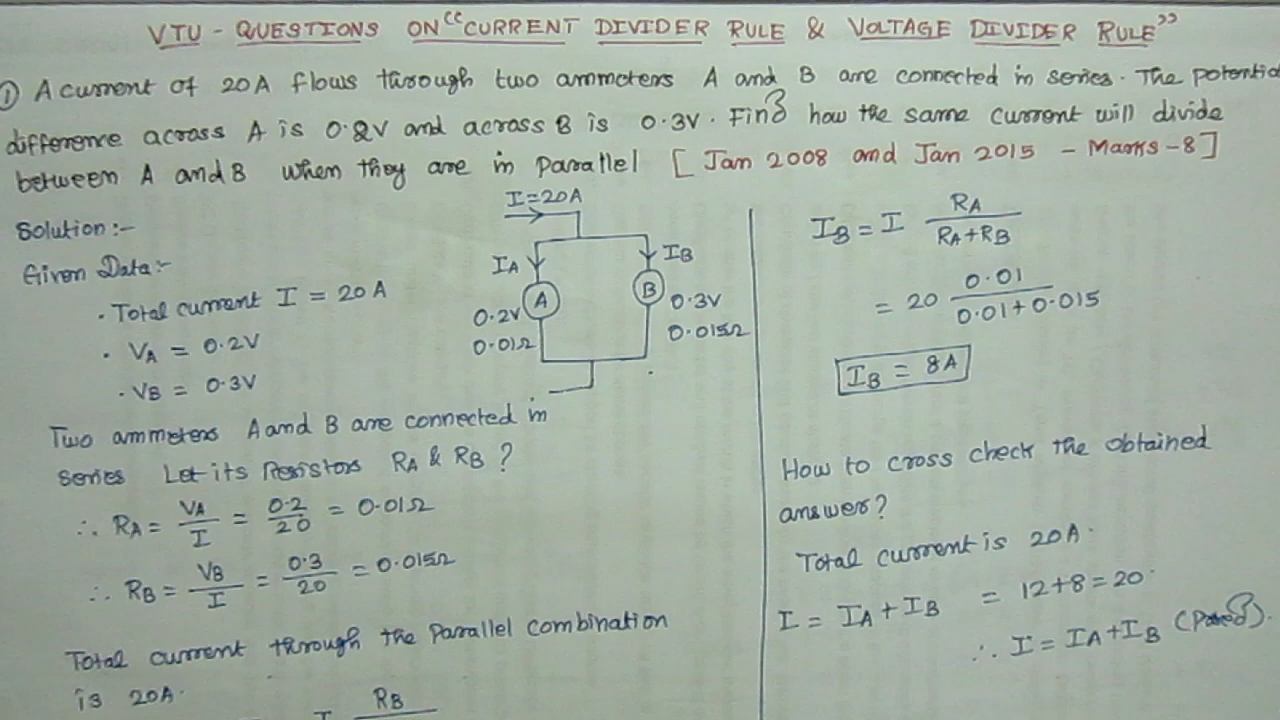 VTU - QUESTIONS ON "CURRENT DIVIDER RULE & VOLTAGE DIVIDER RULE"
① A current of 20A flows through two ammeters A and B are connected in series. The potential
difference across A is 0.2V and across B is 0.3V. Find how the same current will divide
between A and B when they are in parallel [Jan 2008 and Jan 2015 - Marks-8]
Solution:-
Given Data:-
• Total current I = 20A
• VA = 0.2V
• VB = 0.3V
Two ammeters A and B are connected in
series Let its Resistors RA & RB ?
∴ RA = VA/I = 0.2/20 = 0.01Ω
∴ RB = VB/I = 0.3/20 = 0.015Ω
Total current through the Parallel combination
is 20A.
I RB
I=20A
IA IB
A B
0.2V 0.3V
0.01Ω 0.015Ω
IB = I RA/(RA+RB)
= 20 0.01/(0.01+0.015)
IB = 8A
How to cross check the obtained
answer?
Total current is 20A.
I = IA + IB = 12+8 = 20
∴ I = IA+IB